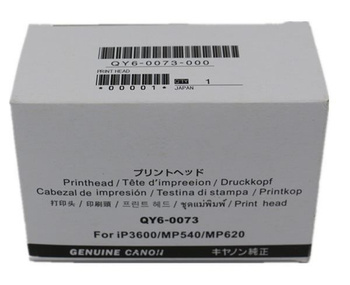 QY6-0073-000
PRINT HEAD
*00001*
QTY 1
JAPAN
プリントヘッド
Printhead / Tête d'impreeion / Druckkopf
Cabezal de impresión / Testina di stampa / Printkop
打印头 / 印刷頭 / 프린트 헤드 / ชุดแม่พิมพ์ / Print head
QY6-0073
For iP3600/MP540/MP620
GENUINE CANON キヤノン純正